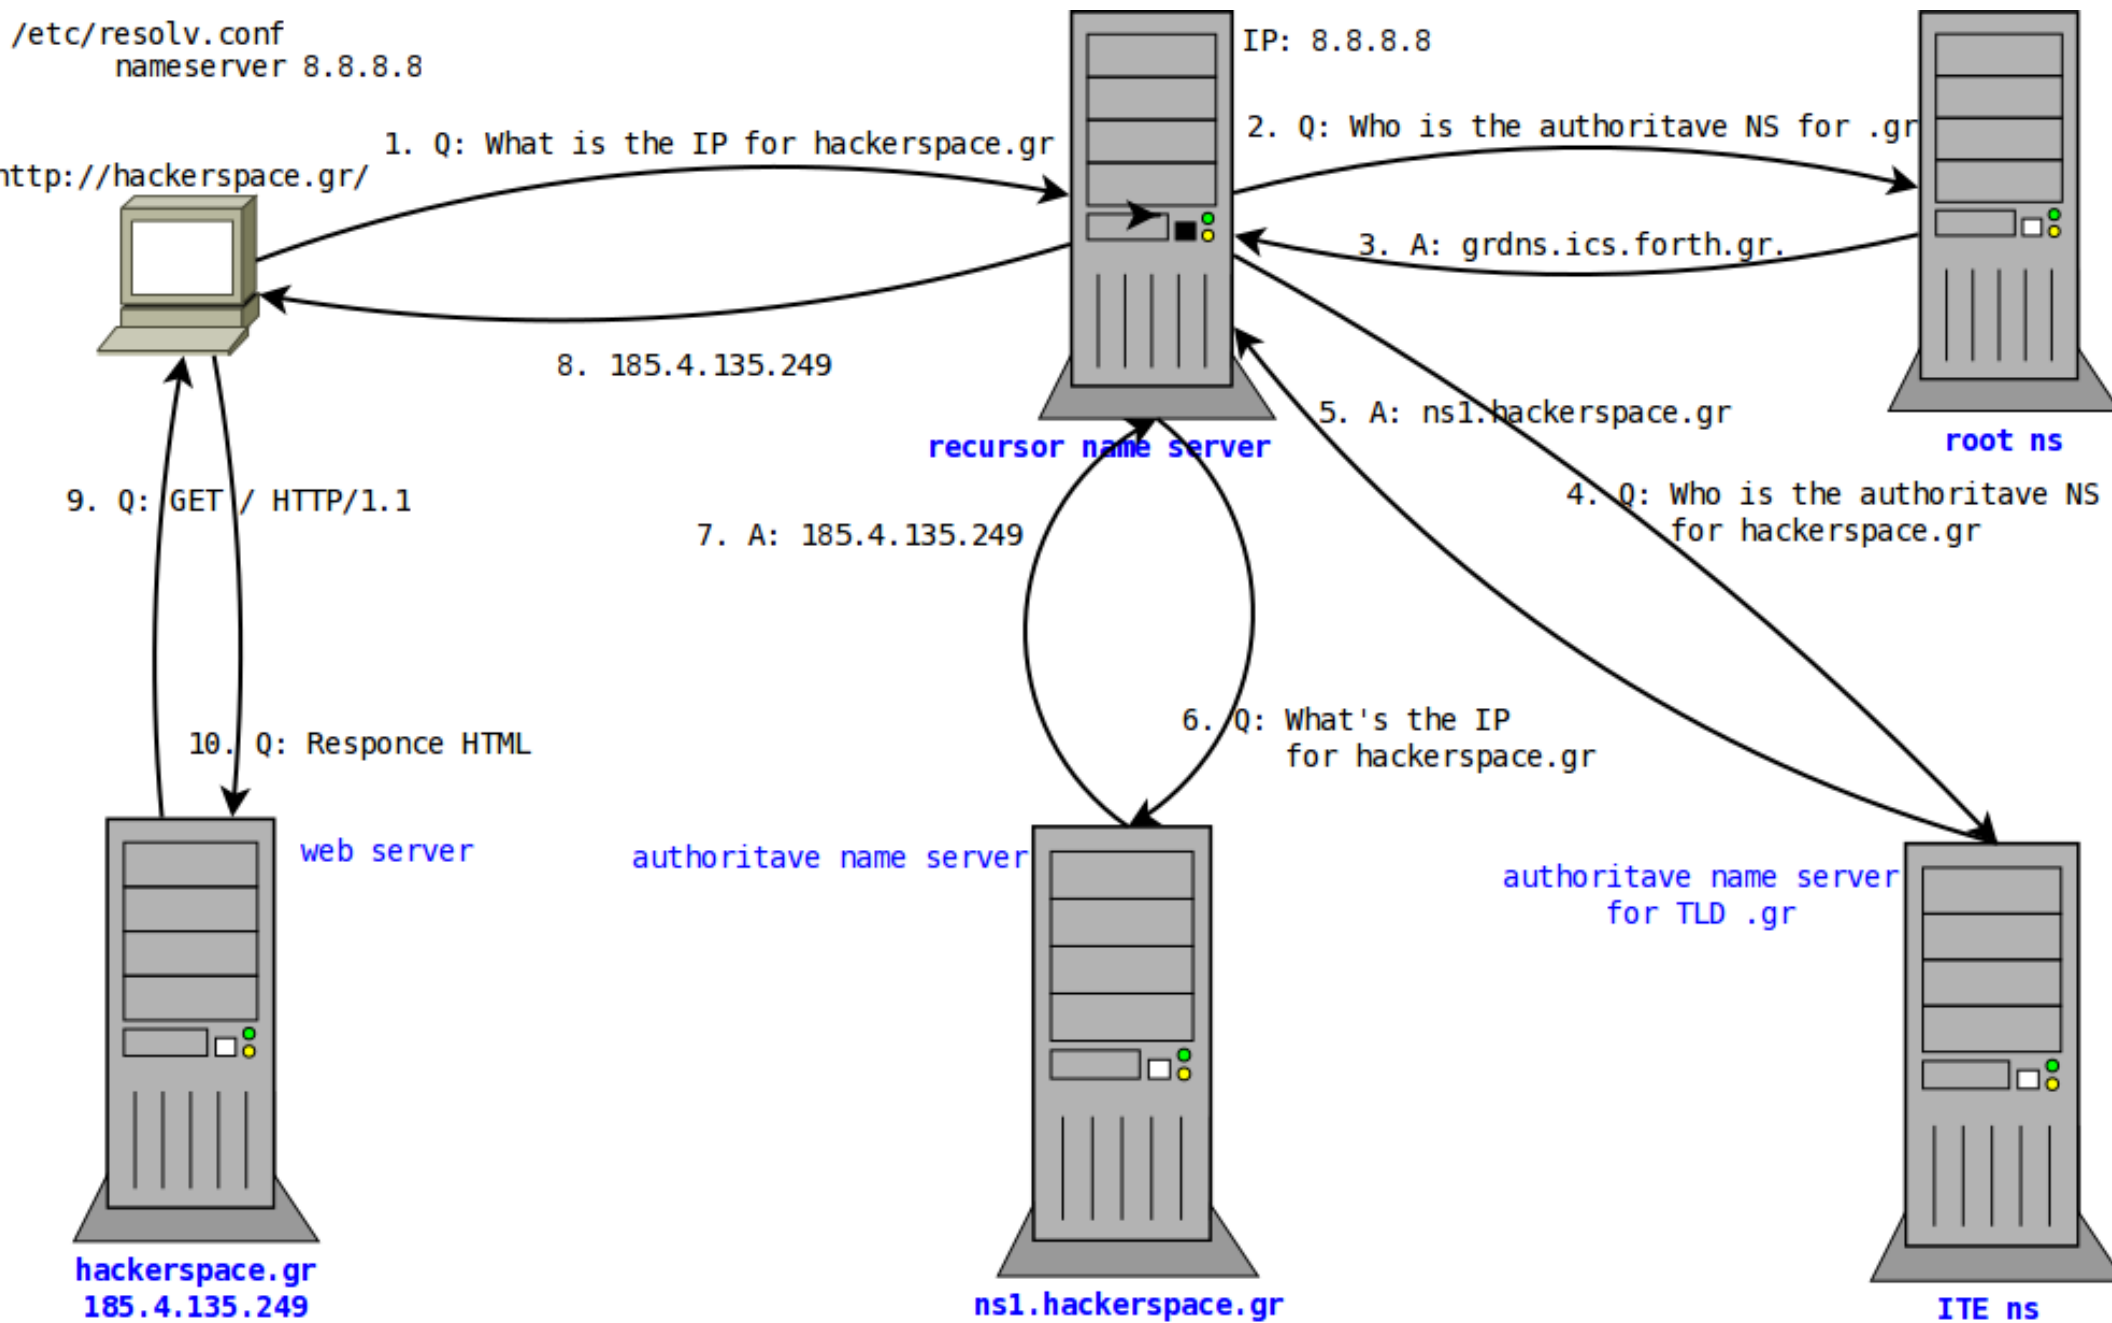 /etc/resolv.conf
nameserver 8.8.8.8
IP: 8.8.8.8
1. Q: What is the IP for hackerspace.gr
2. Q: Who is the authoritave NS for .gr
http://hackerspace.gr/
3. A: grdns.ics.forth.gr.
8. 185.4.135.249
5. A: ns1.hackerspace.gr
recursor name server
root ns
4. Q: Who is the authoritave NS
for hackerspace.gr
9. Q: GET / HTTP/1.1
7. A: 185.4.135.249
6. Q: What's the IP
for hackerspace.gr
10. Q: Responce HTML
web server
authoritave name server
authoritave name server
for TLD .gr
hackerspace.gr
185.4.135.249
ns1.hackerspace.gr
ITE ns